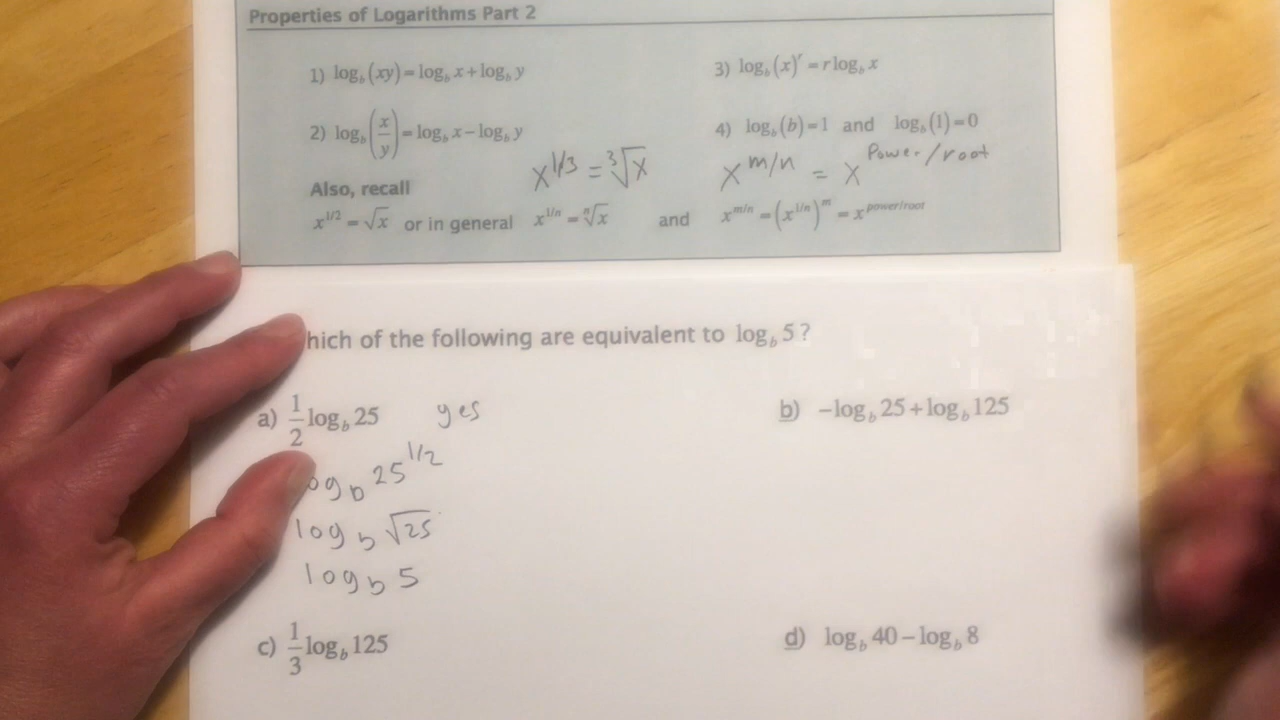 Properties of Logarithms Part 2
1) log_b(xy)=log_b x+log_b y
3) log_b(x)^r=r log_b x
2) log_b(x/y)=log_b x−log_b y
4) log_b(b)=1 and log_b(1)=0
x^1/3 = ∛x
x^m/n = x^Power/root
Also, recall
x^1/2 = √x or in general x^1/n = ⁿ√x and x^m/n = (x^1/n)^m = x^power/root
hich of the following are equivalent to log_b 5?
a) 1/2 log_b 25 yes
b) −log_b 25+log_b 125
og_b 25^1/2
log_b √25
log_b 5
c) 1/3 log_b 125
d) log_b 40−log_b 8